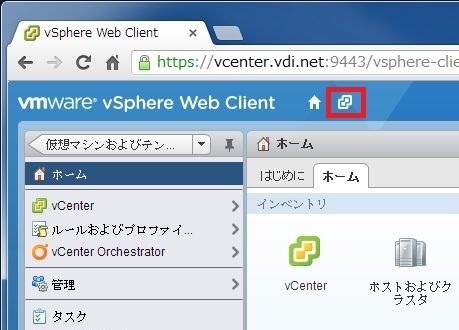 vSphere Web Client
https://vcenter.vdi.net:9443/vsphere-clie
vmware® vSphere Web Client
仮想マシンおよびテン...
ホーム
はじめに
ホーム
ホーム
インベントリ
vCenter
ルールおよびプロファイ...
vCenter Orchestrator
vCenter
ホストおよびク
ラスタ
管理
タスク